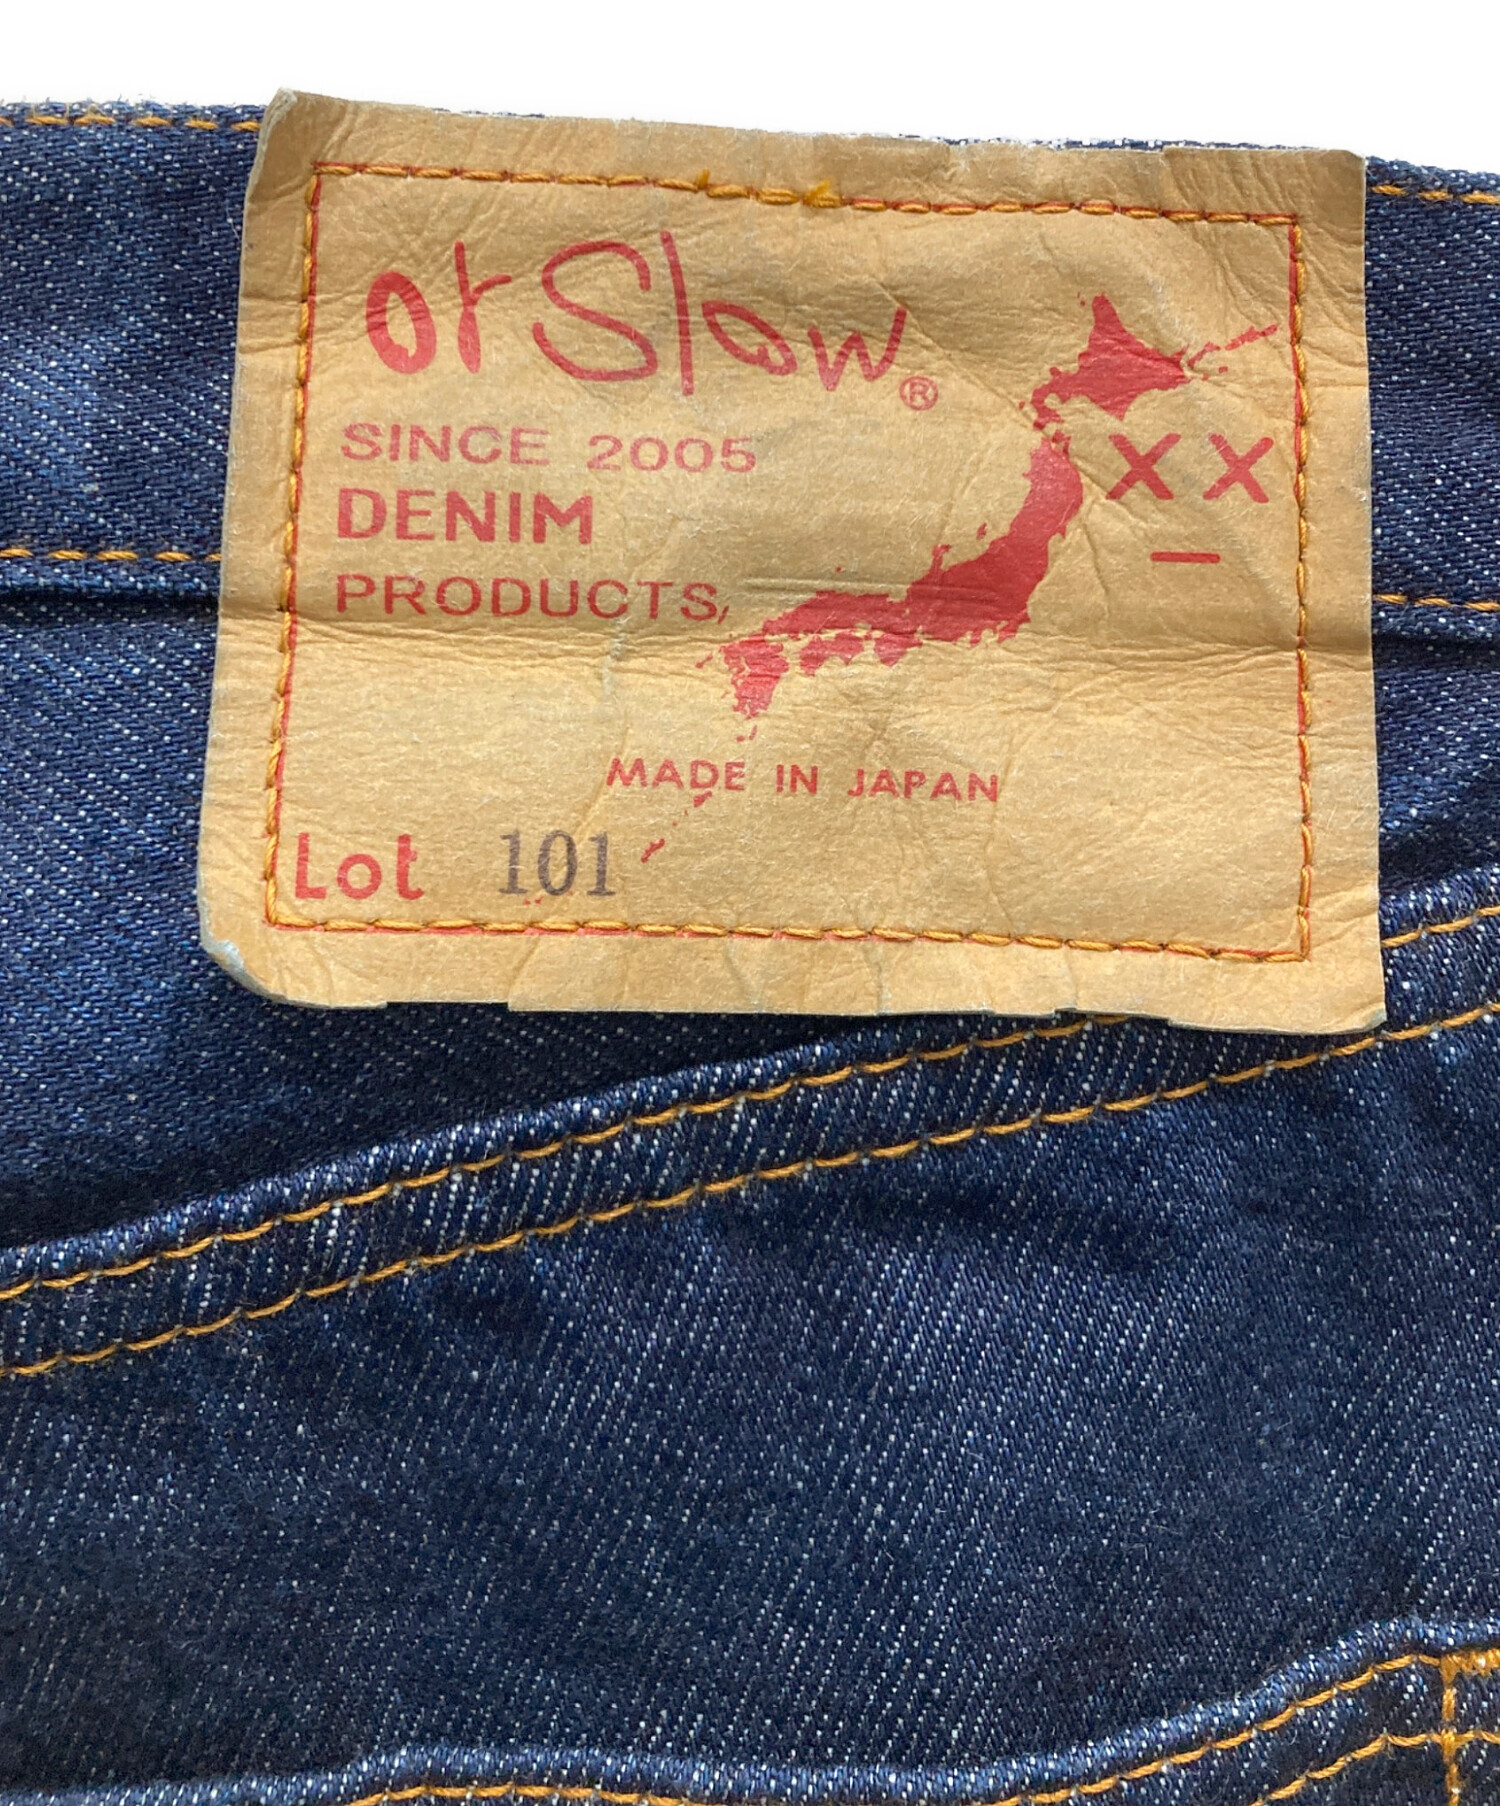 orSlow®
SINCE 2005
DENIM
PRODUCTS
XX
MADE IN JAPAN
Lot 101